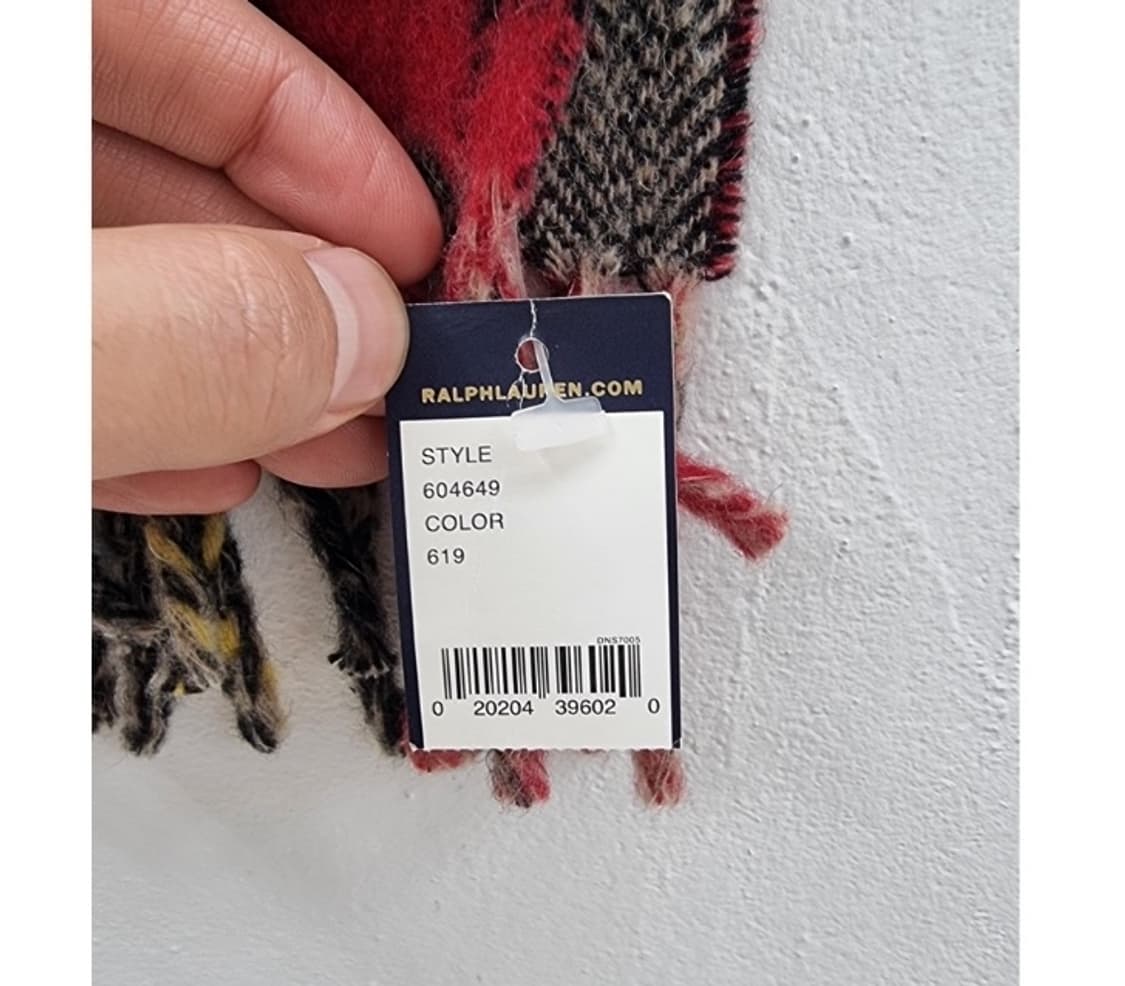 RALPHLAUREN.COM
STYLE
604649
COLOR
619
DNS7005
0 20204 39602 0